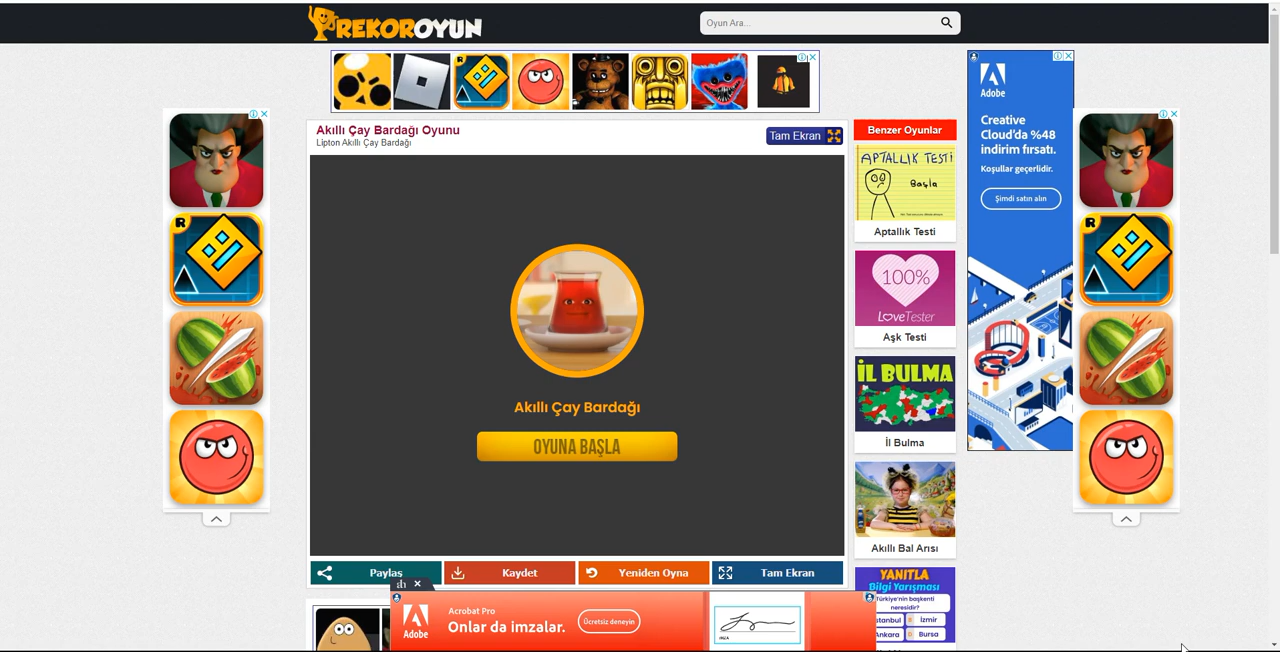 REKOROYUN
Oyun Ara...
Akıllı Çay Bardağı Oyunu
Lipton Akıllı Çay Bardağı
Tam Ekran
Akıllı Çay Bardağı
OYUNA BAŞLA
Paylaş
Kaydet
Yeniden Oyna
Tam Ekran
Benzer Oyunlar
APTALLIK TESTİ
Başla
Aptallık Testi
100%
LoveTester
Aşk Testi
İL BULMA
İl Bulma
Akıllı Bal Arısı
YANITLA
Bilgi Yarışması
Türkiye'nin başkenti
neresidir?
İzmir
Ankara
Bursa
Adobe
Creative
Cloud'da %48
indirim fırsatı.
Koşullar geçerlidir.
Şimdi satın alın
R
R
R
Adobe
Acrobat Pro
Onlar da imzalar.
Ücretsiz deneyin